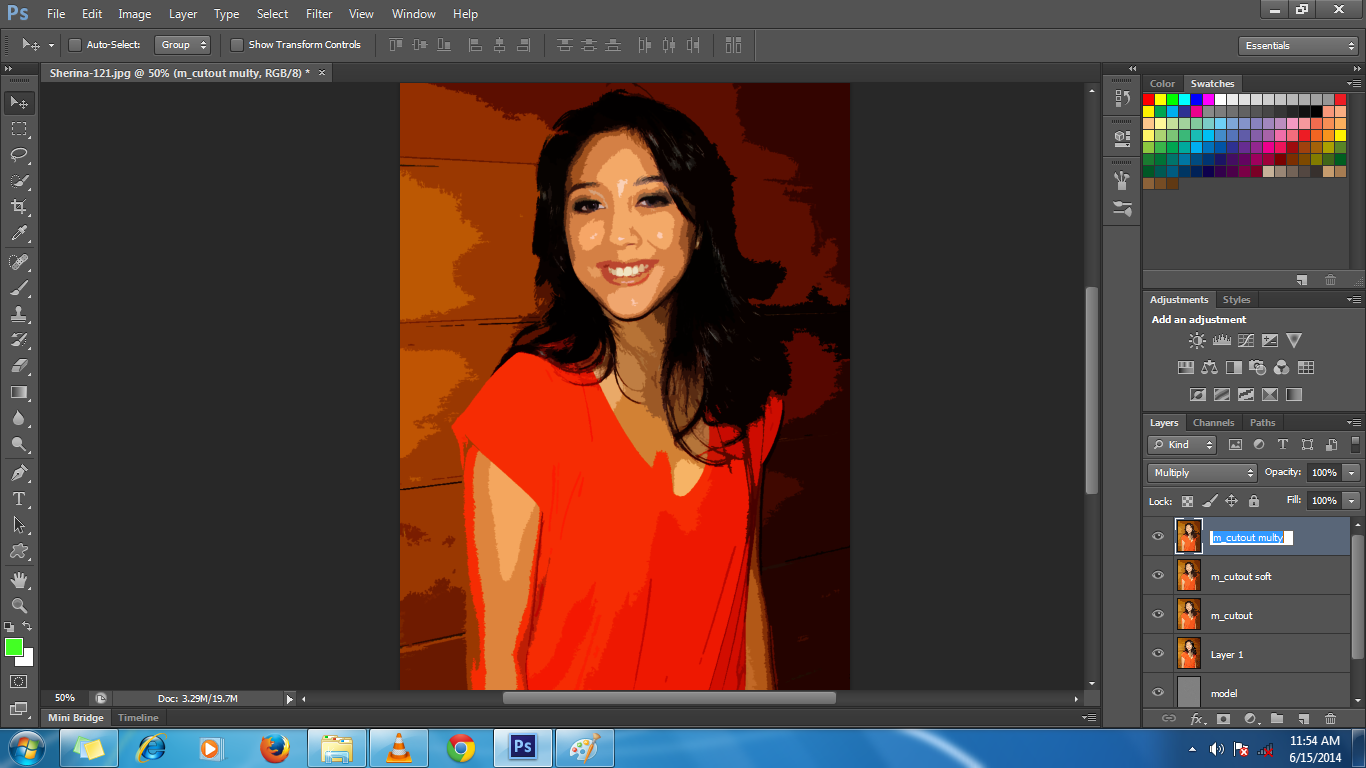 Ps File Edit Image Layer Type Select Filter View Window Help
Auto-Select: Group Show Transform Controls Essentials
Sherina-121.jpg @ 50% (m_cutout multy, RGB/8) * ×
Color Swatches
Adjustments Styles
Add an adjustment
Layers Channels Paths
Kind
Multiply Opacity: 100%
Lock: Fill: 100%
m_cutout multy
m_cutout soft
m_cutout
Layer 1
model
fx
50% Doc: 3.29M/19.7M
Mini Bridge Timeline
Ps
11:54 AM
6/15/2014